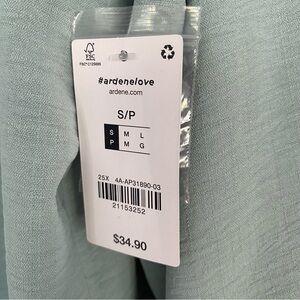 FSC
#ardenelove
ardene.com
S/P
S M L
P M G
25X 4A-AP31890-03
21153252
$34.90